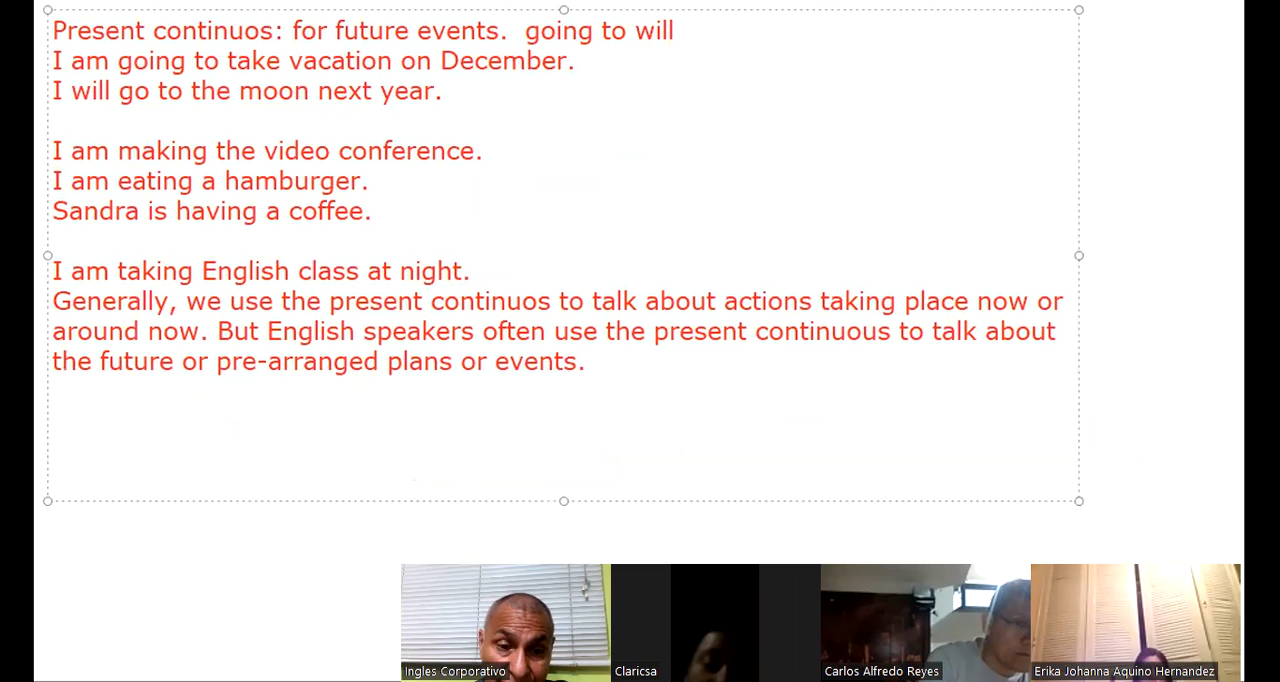 Present continuos: for future events.  going to will
I am going to take vacation on December.
I will go to the moon next year.
I am making the video conference.
I am eating a hamburger.
Sandra is having a coffee.
I am taking English class at night.
Generally, we use the present continuos to talk about actions taking place now or
around now. But English speakers often use the present continuous to talk about
the future or pre-arranged plans or events.
Ingles Corporativo
Claricsa
Carlos Alfredo Reyes
Erika Johanna Aquino Hernandez